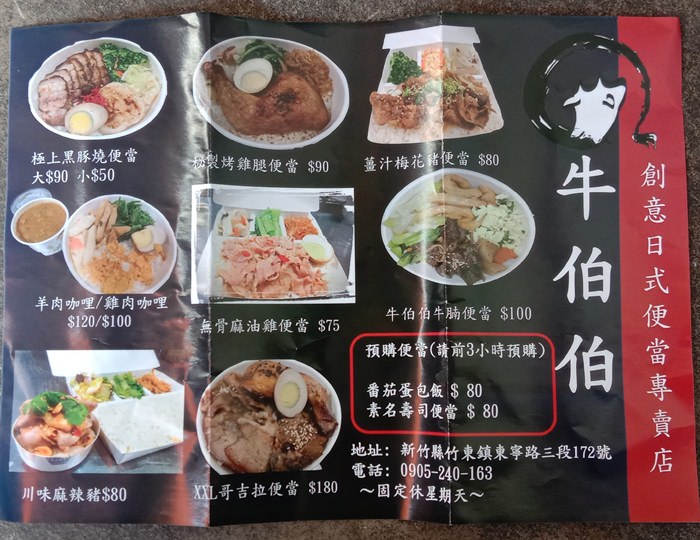 極上黑豚燒便當
大$90 小$50
秘製烤雞腿便當 $90
薑汁梅花豬便當 $80
羊肉咖哩/雞肉咖哩
$120/$100
無骨麻油雞便當 $75
牛伯伯牛腩便當 $100
川味麻辣豬$80
XXL哥吉拉便當 $180
預購便當(請前3小時預購)
番茄蛋包飯 $ 80
素名壽司便當 $ 80
地址: 新竹縣竹東鎮東寧路三段172號
電話: 0905-240-163
～固定休星期天～
牛伯伯
創意日式便當專賣店